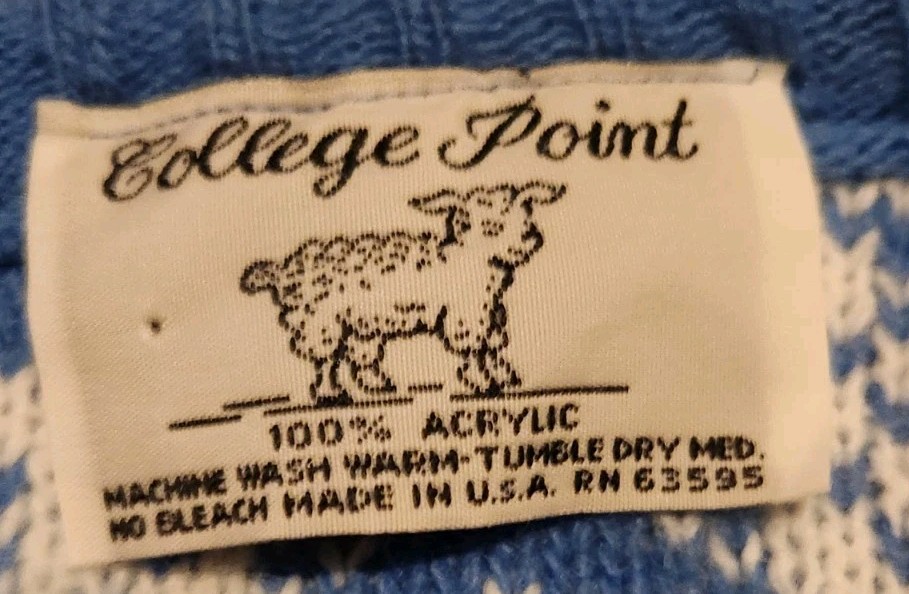 College Point
100% ACRYLIC
MACHINE WASH WARM-TUMBLE DRY MED.
NO BLEACH MADE IN U.S.A. RN 63595